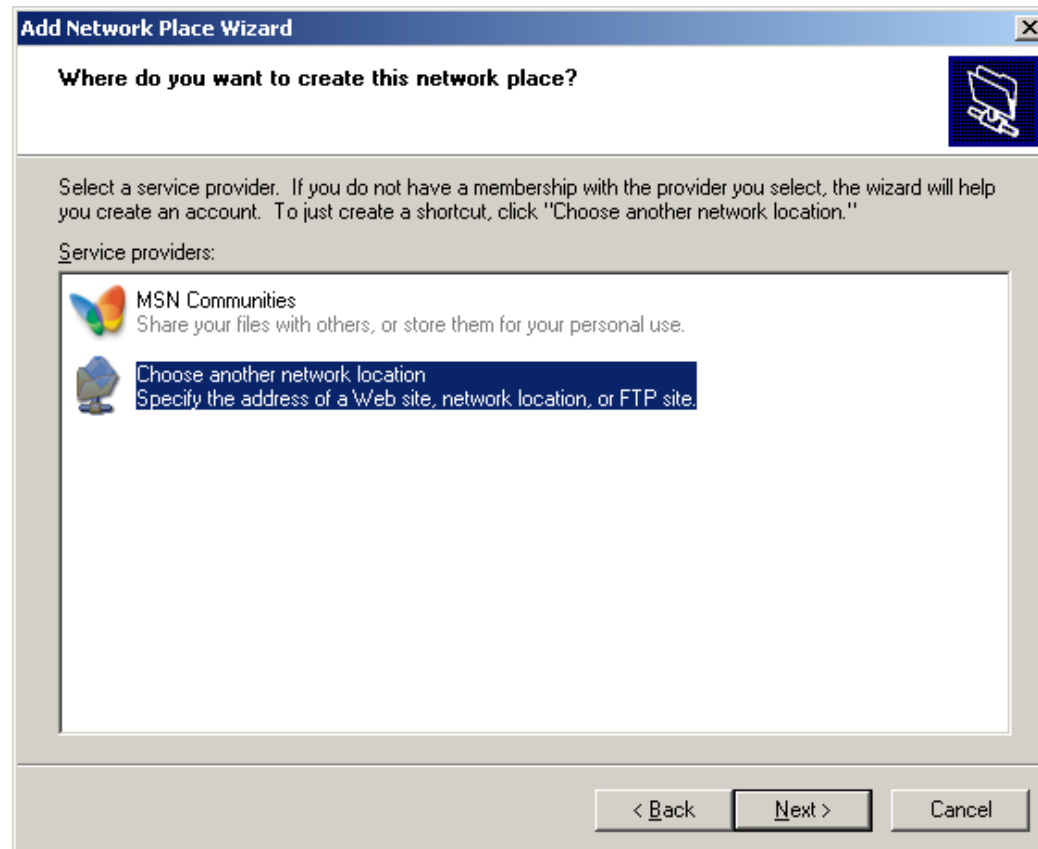 Add Network Place Wizard
Where do you want to create this network place?
Select a service provider.  If you do not have a membership with the provider you select, the wizard will help
you create an account.  To just create a shortcut, click "Choose another network location."
Service providers:
MSN Communities
Share your files with others, or store them for your personal use.
Choose another network location
Specify the address of a Web site, network location, or FTP site.
< Back
Next >
Cancel